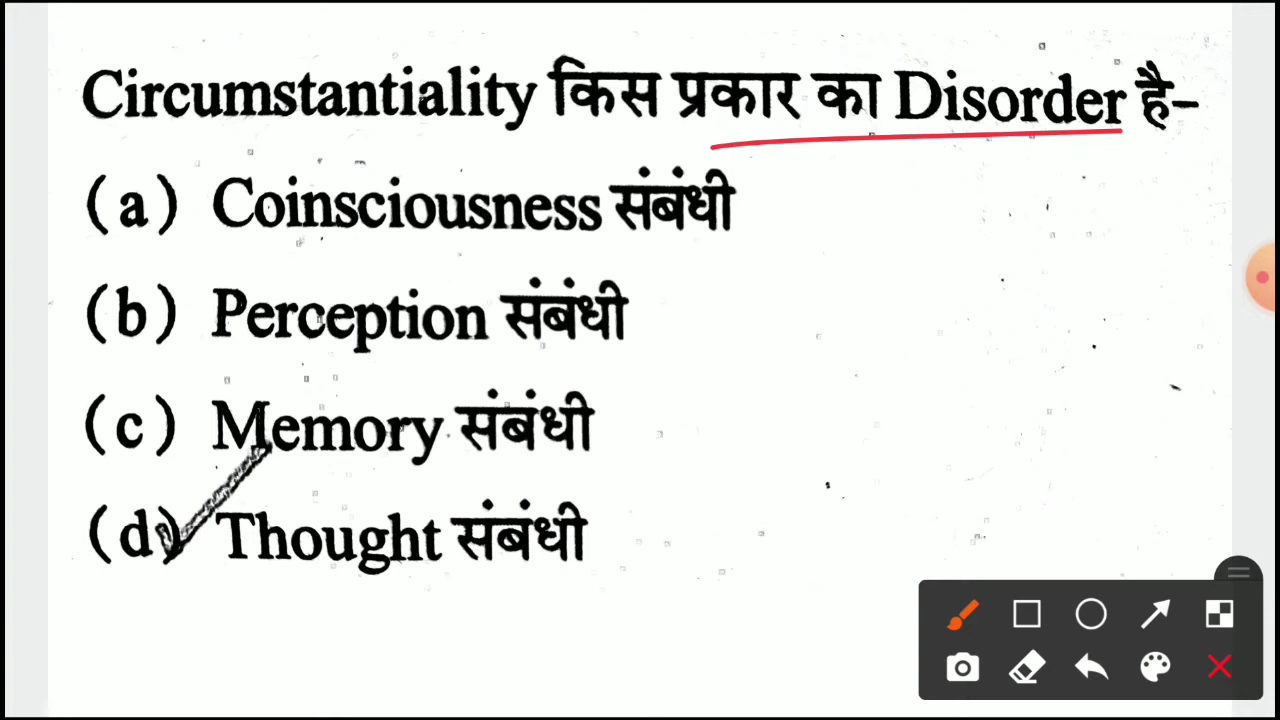 Circumstantiality किस प्रकार का Disorder है-
(a) Coinsciousness संबंधी
(b) Perception संबंधी
(c) Memory संबंधी
(d) Thought संबंधी